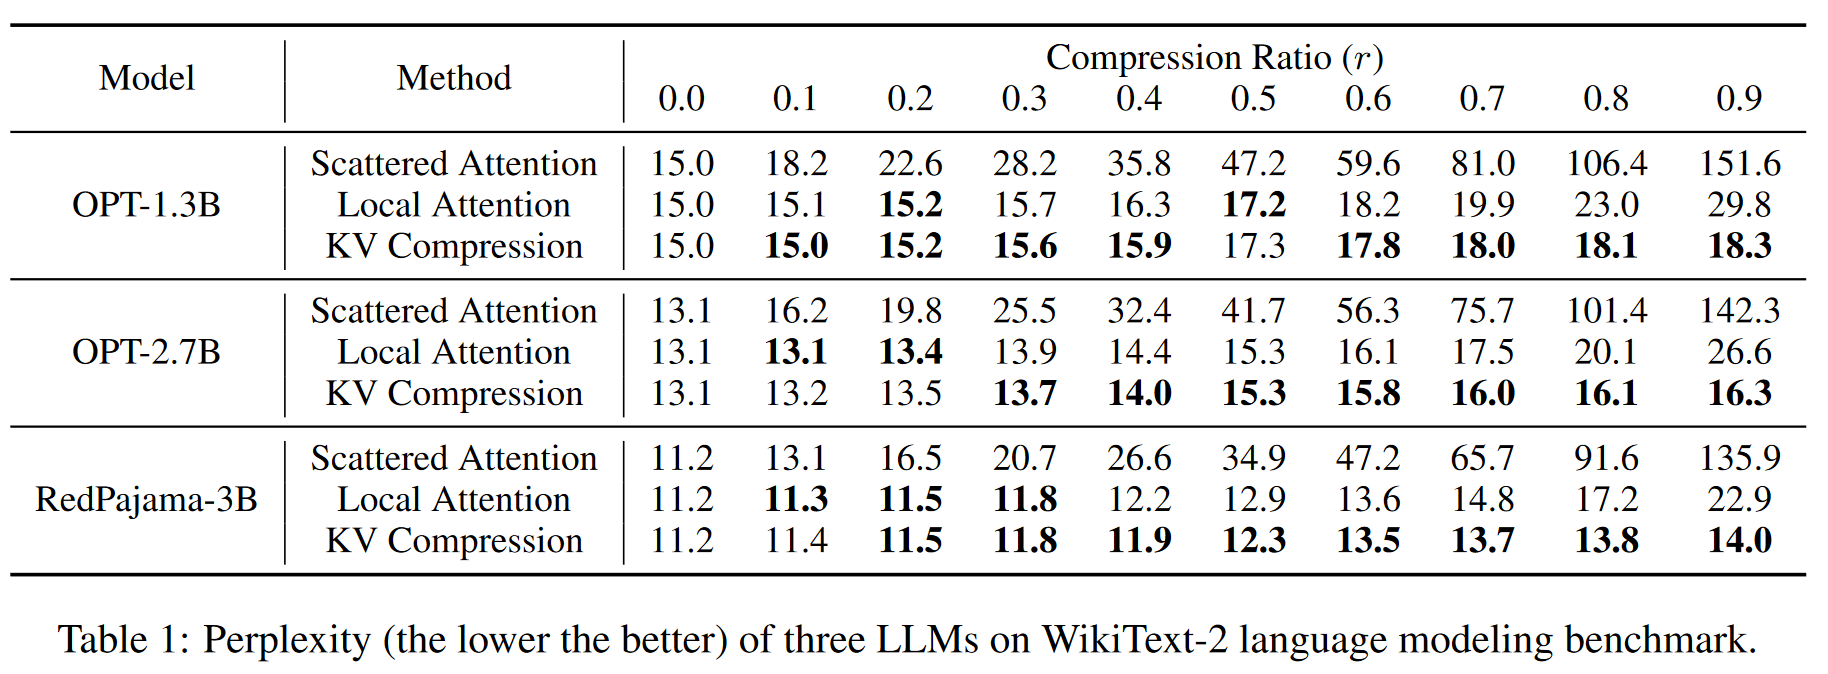 Model Method Compression Ratio (r)
0.0 0.1 0.2 0.3 0.4 0.5 0.6 0.7 0.8 0.9
Scattered Attention 15.0 18.2 22.6 28.2 35.8 47.2 59.6 81.0 106.4 151.6
OPT-1.3B Local Attention 15.0 15.1 15.2 15.7 16.3 17.2 18.2 19.9 23.0 29.8
KV Compression 15.0 15.0 15.2 15.6 15.9 17.3 17.8 18.0 18.1 18.3
Scattered Attention 13.1 16.2 19.8 25.5 32.4 41.7 56.3 75.7 101.4 142.3
OPT-2.7B Local Attention 13.1 13.1 13.4 13.9 14.4 15.3 16.1 17.5 20.1 26.6
KV Compression 13.1 13.2 13.5 13.7 14.0 15.3 15.8 16.0 16.1 16.3
Scattered Attention 11.2 13.1 16.5 20.7 26.6 34.9 47.2 65.7 91.6 135.9
RedPajama-3B Local Attention 11.2 11.3 11.5 11.8 12.2 12.9 13.6 14.8 17.2 22.9
KV Compression 11.2 11.4 11.5 11.8 11.9 12.3 13.5 13.7 13.8 14.0
Table 1: Perplexity (the lower the better) of three LLMs on WikiText-2 language modeling benchmark.